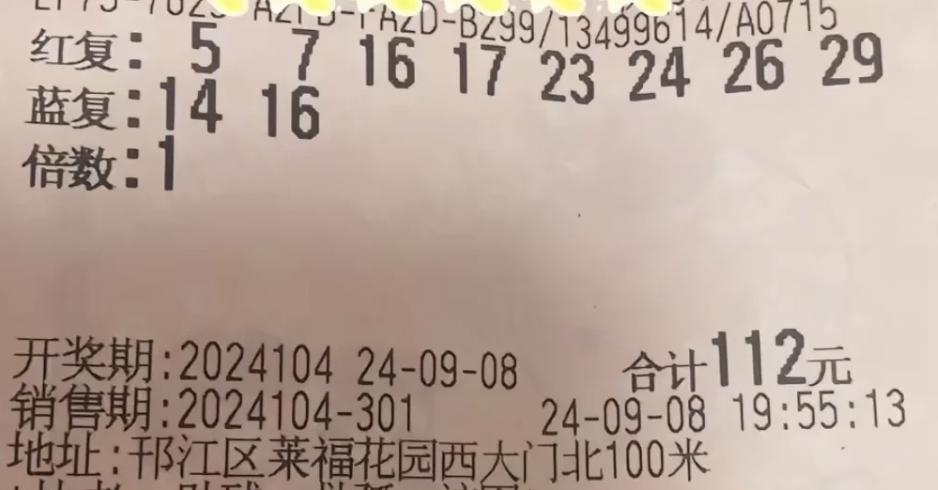 A2FB-FA2D-B299/13499614/A0715
红复: 5 7 16 17 23 24 26 29
蓝复:14 16
倍数:1
开奖期:2024104 24-09-08 合计112元
销售期:2024104-301 24-09-08 19:55:13
地址:邗江区莱福花园西大门北100米